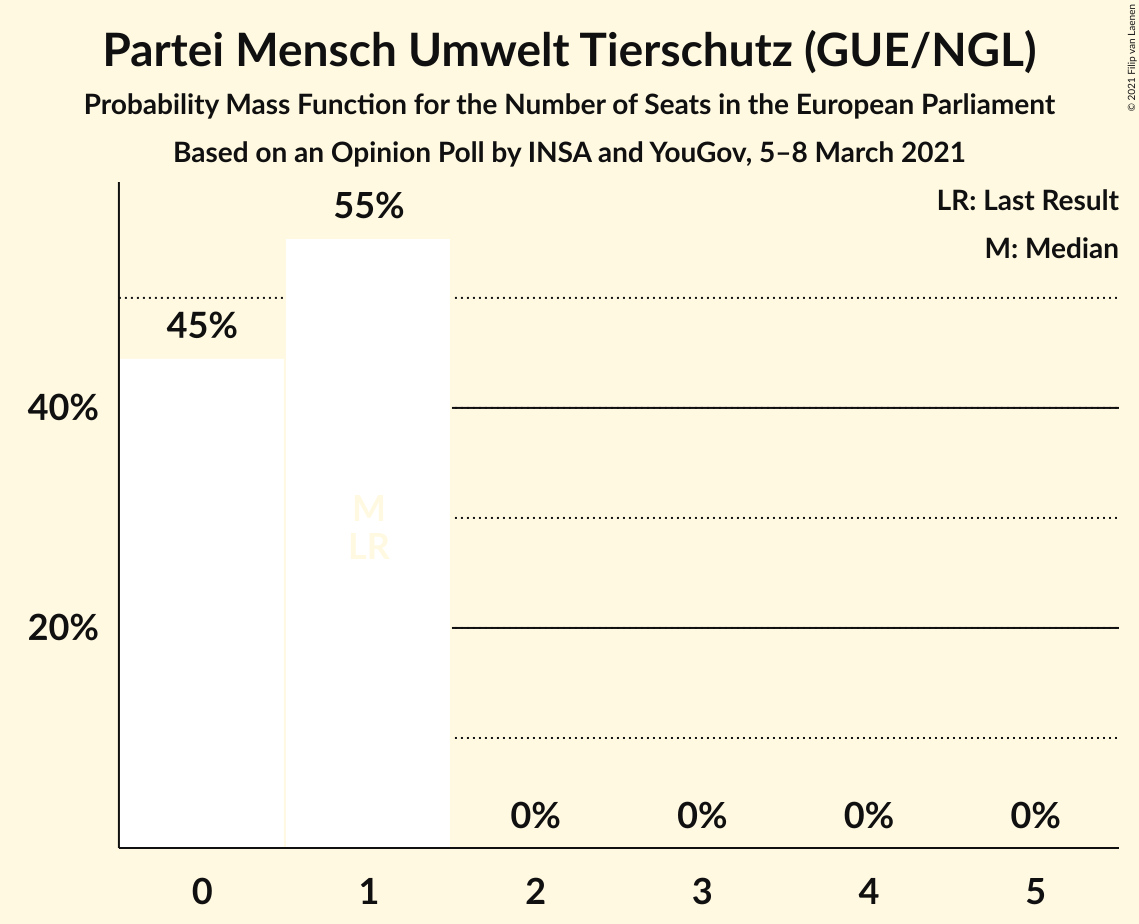 Partei Mensch Umwelt Tierschutz (GUE/NGL)
Probability Mass Function for the Number of Seats in the European Parliament
Based on an Opinion Poll by INSA and YouGov, 5–8 March 2021
© 2021 Filip van Laenen
LR: Last Result
M: Median
55%
45%
40%
M
LR
20%
0% 0% 0% 0%
0 1 2 3 4 5